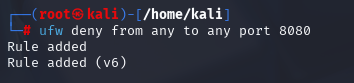 ┌──(root㉿kali)-[/home/kali]
└─# ufw deny from any to any port 8080
Rule added
Rule added (v6)